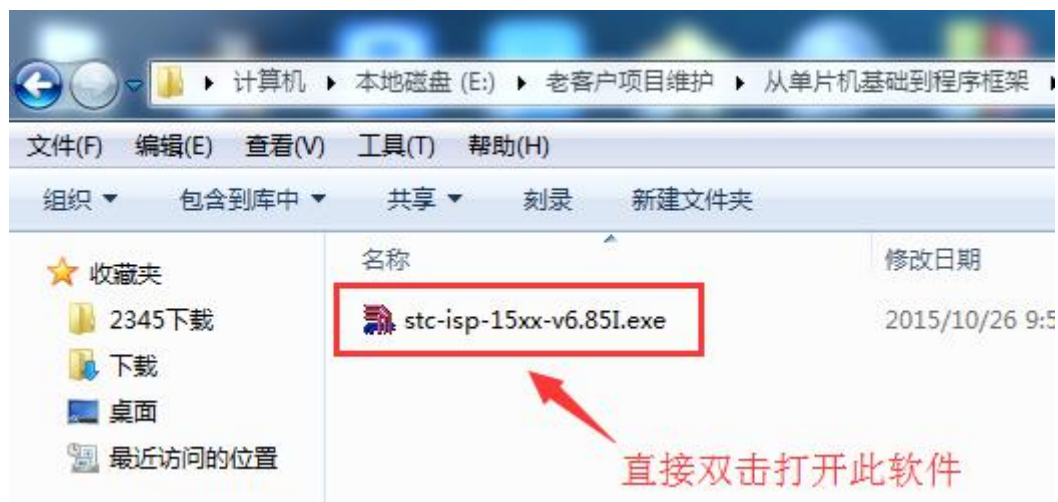 计算机 本地磁盘 (E:) 老客户项目维护 从单片机基础到程序框架
文件(F) 编辑(E) 查看(V) 工具(T) 帮助(H)
组织 包含到库中 共享 刻录 新建文件夹
收藏夹
2345下载
下载
桌面
最近访问的位置
名称 修改日期
stc-isp-15xx-v6.85I.exe 2015/10/26 9:5
直接双击打开此软件